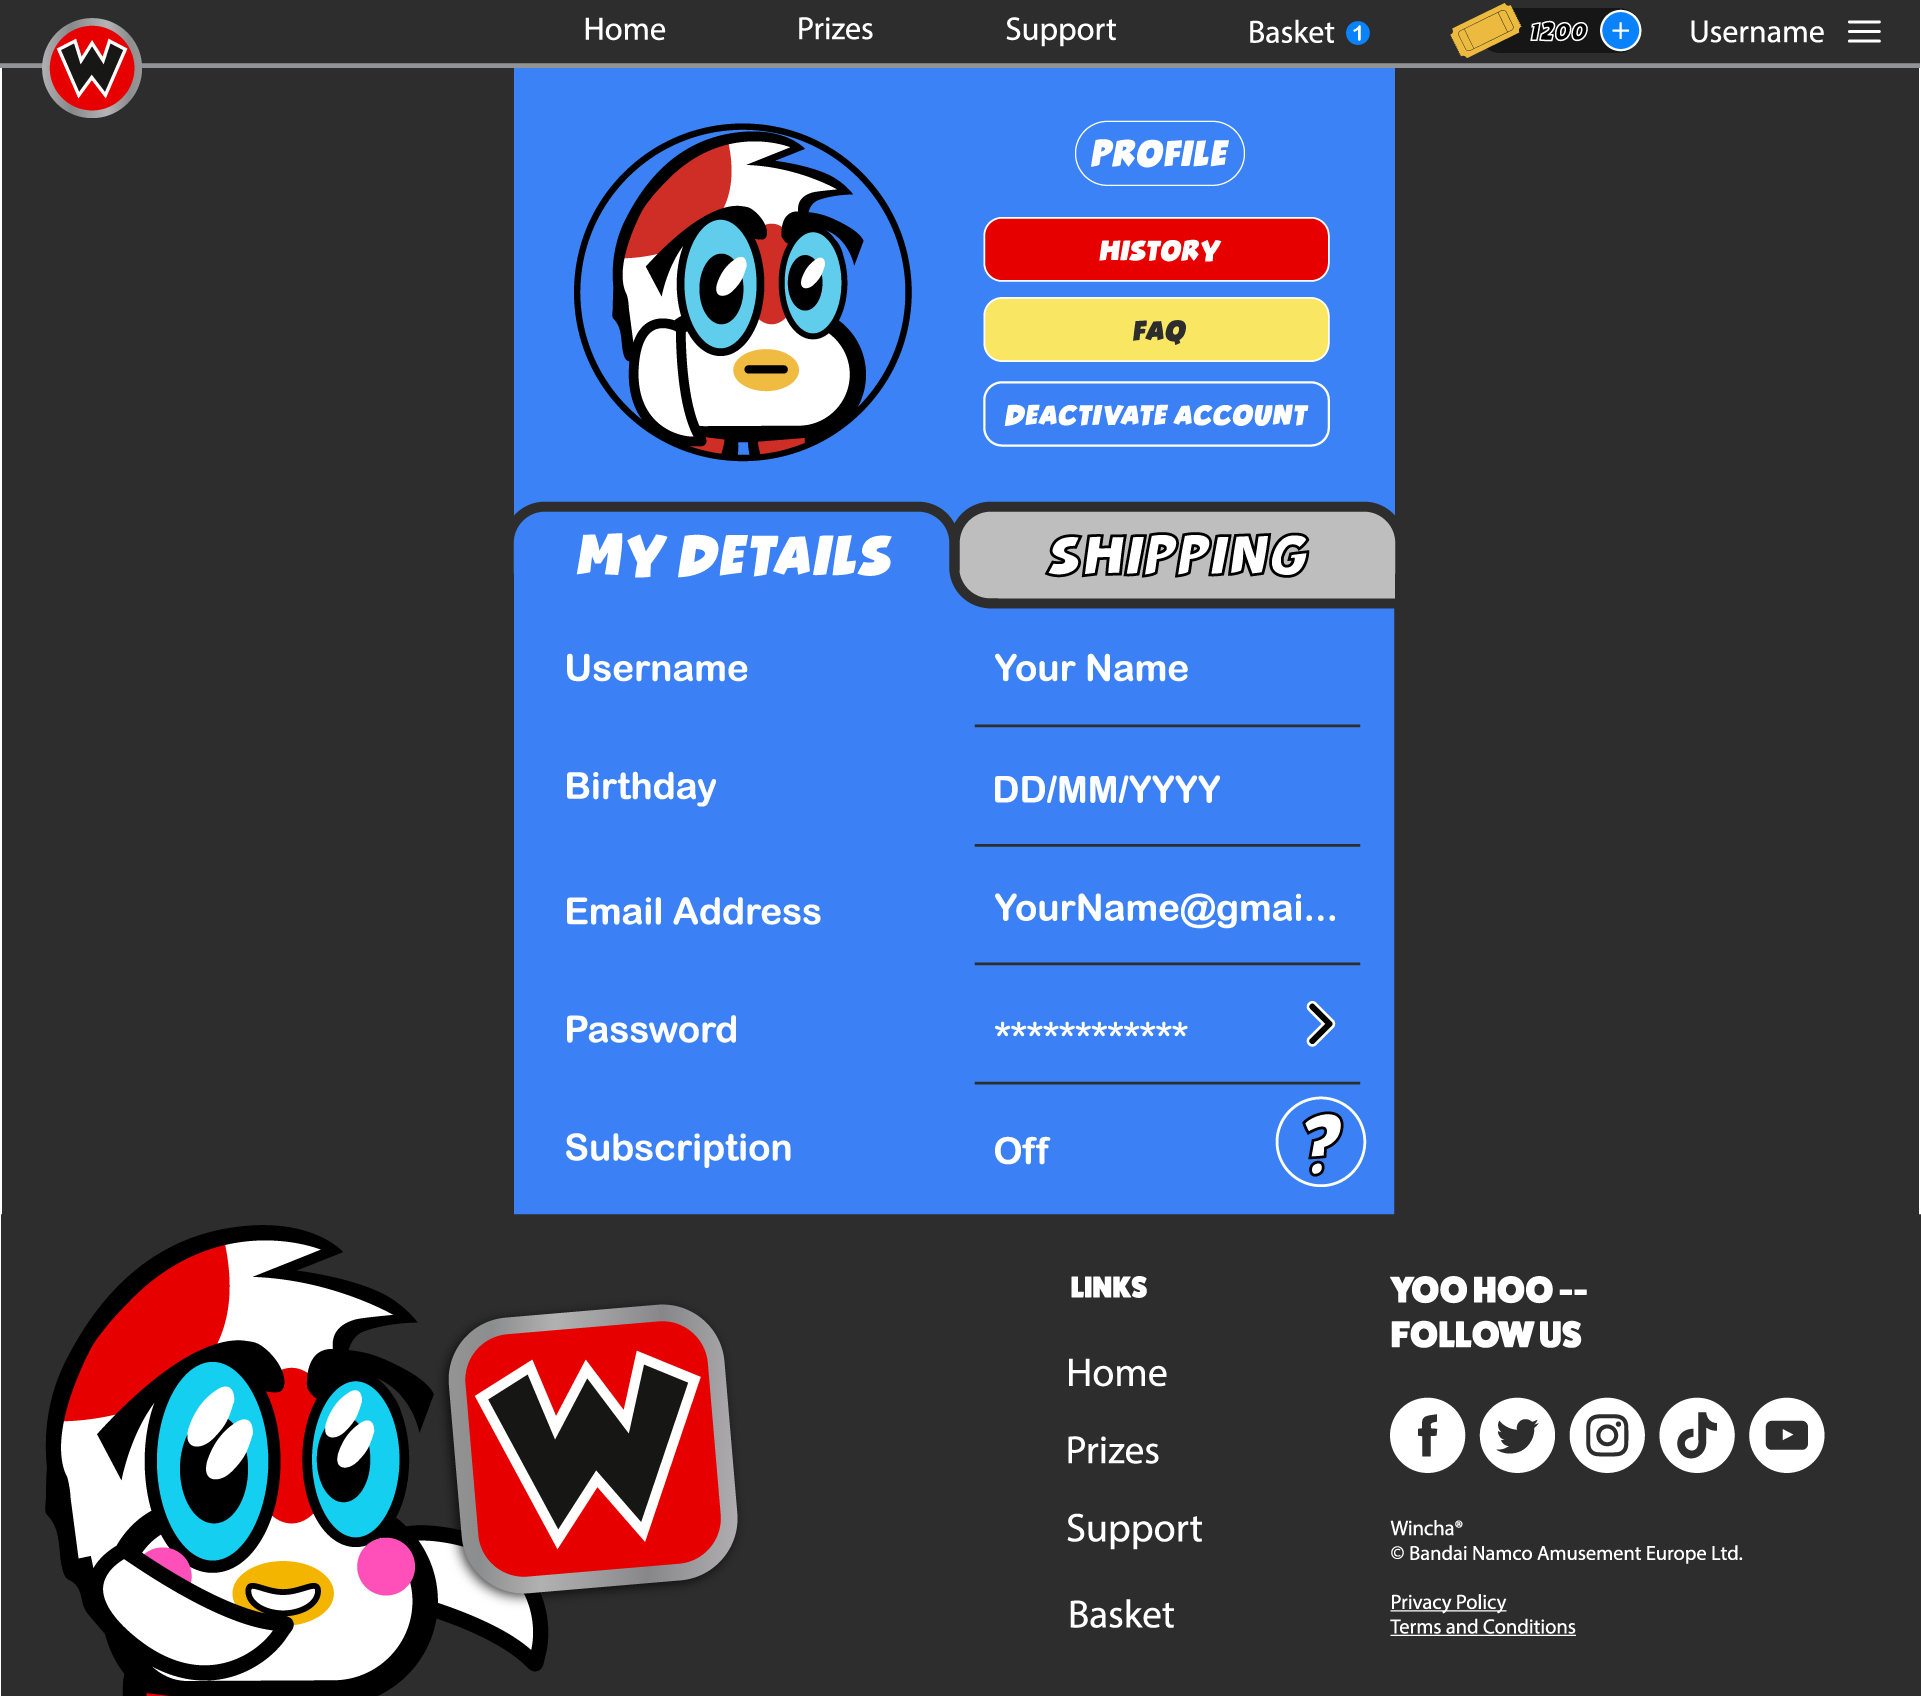 W
Home
Prizes
Support
Basket 1
1200 +
Username
PROFILE
HISTORY
FAQ
DEACTIVATE ACCOUNT
MY DETAILS
SHIPPING
Username
Your Name
Birthday
DD/MM/YYYY
Email Address
YourName@gmai...
Password
************
Subscription
Off
?
W
LINKS
Home
Prizes
Support
Basket
YOO HOO --
FOLLOW US
Wincha®
© Bandai Namco Amusement Europe Ltd.
Privacy Policy
Terms and Conditions